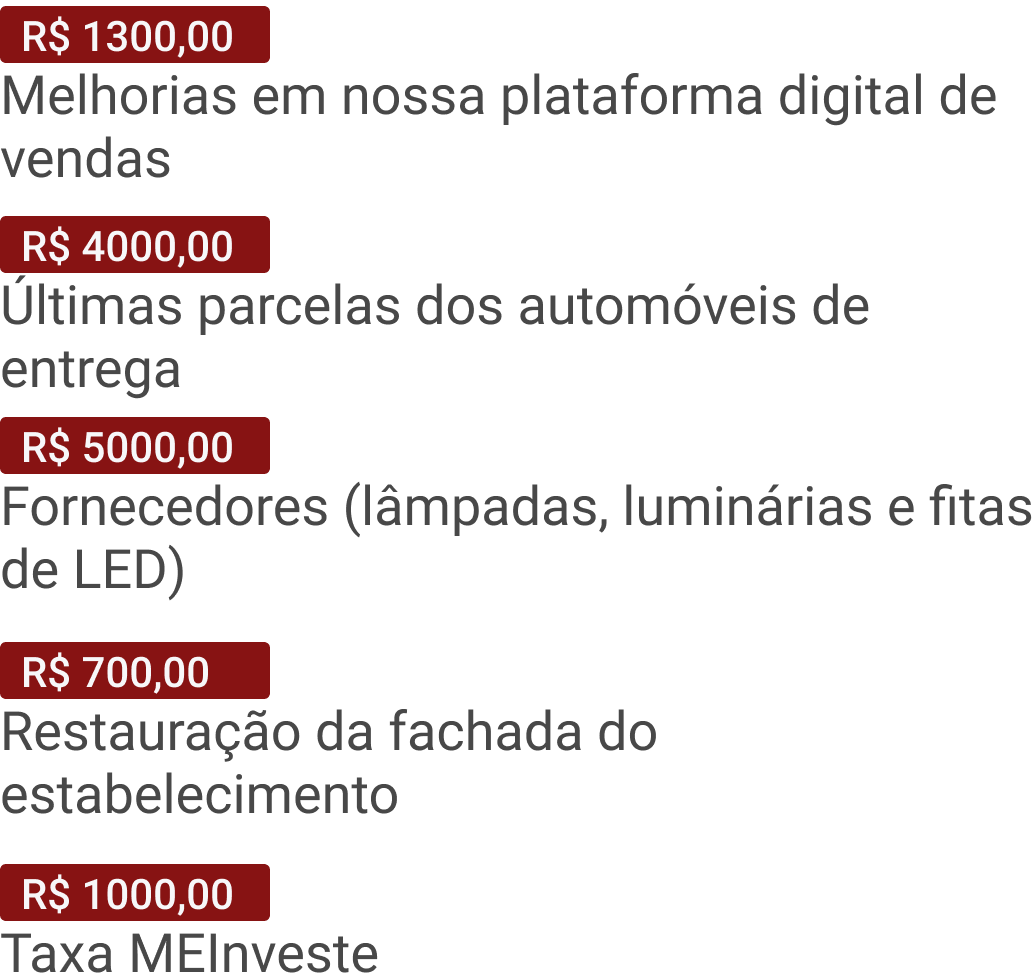 R$ 1300,00
Melhorias em nossa plataforma digital de
vendas
R$ 4000,00
Últimas parcelas dos automóveis de
entrega
R$ 5000,00
Fornecedores (lâmpadas, luminárias e fitas
de LED)
R$ 700,00
Restauração da fachada do
estabelecimento
R$ 1000,00
Taxa MEInveste